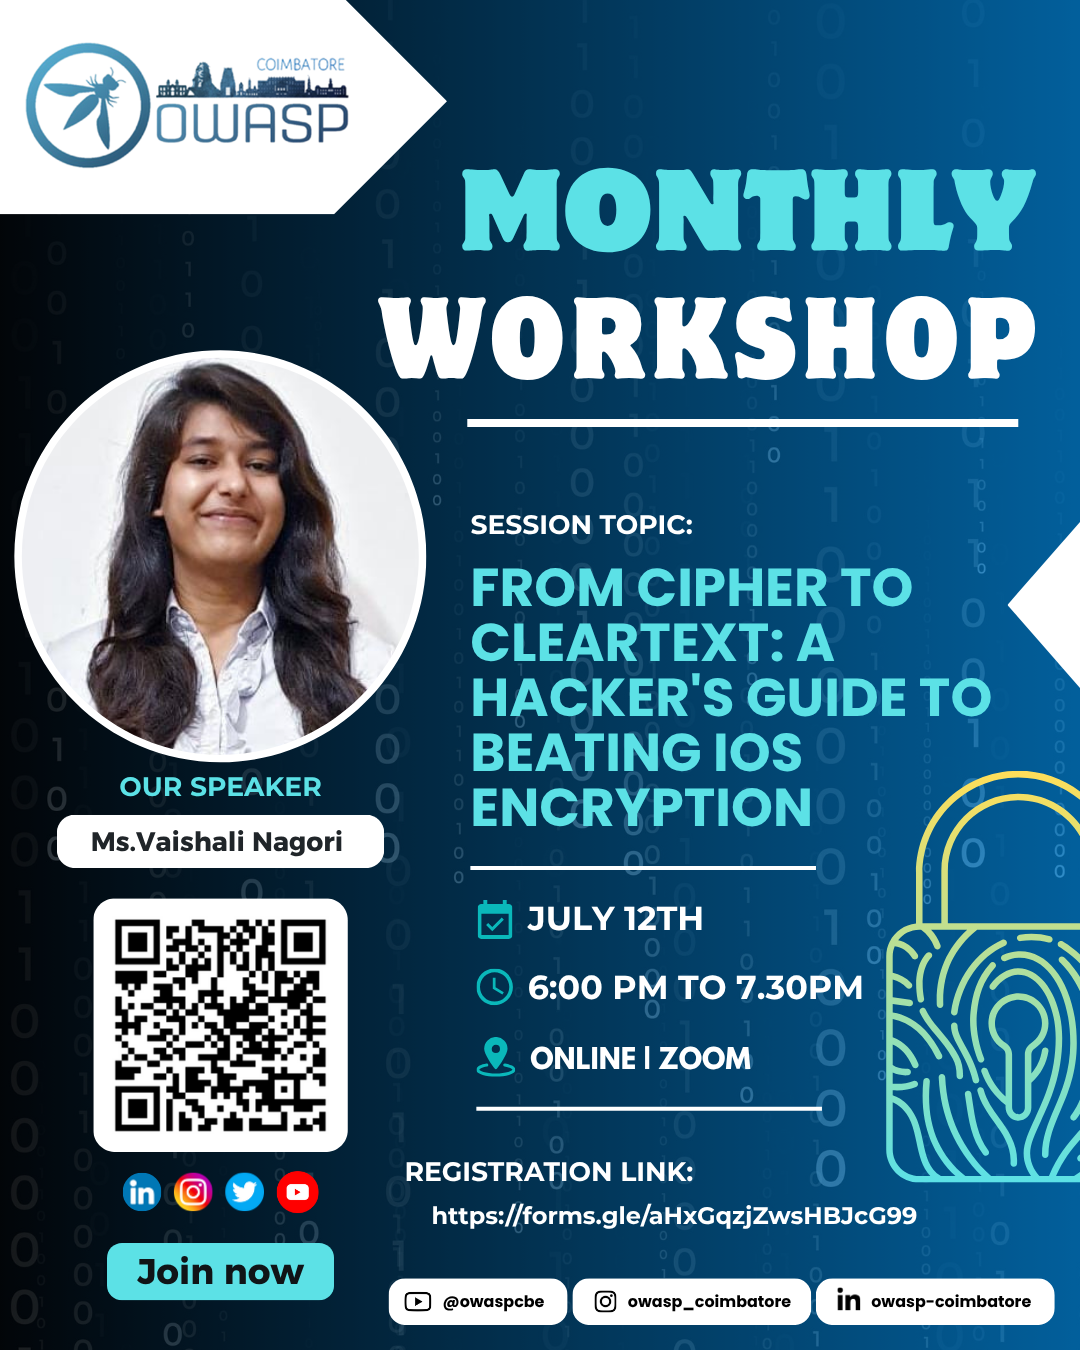 COIMBATORE
OWASP
MONTHLY
WORKSHOP
SESSION TOPIC:
FROM CIPHER TO
CLEARTEXT: A
HACKER'S GUIDE TO
BEATING IOS
ENCRYPTION
OUR SPEAKER
Ms.Vaishali Nagori
JULY 12TH
6:00 PM TO 7.30PM
ONLINE | ZOOM
REGISTRATION LINK:
https://forms.gle/aHxGqzjZwsHBJcG99
Join now
@owaspcbe
owasp_coimbatore
owasp-coimbatore